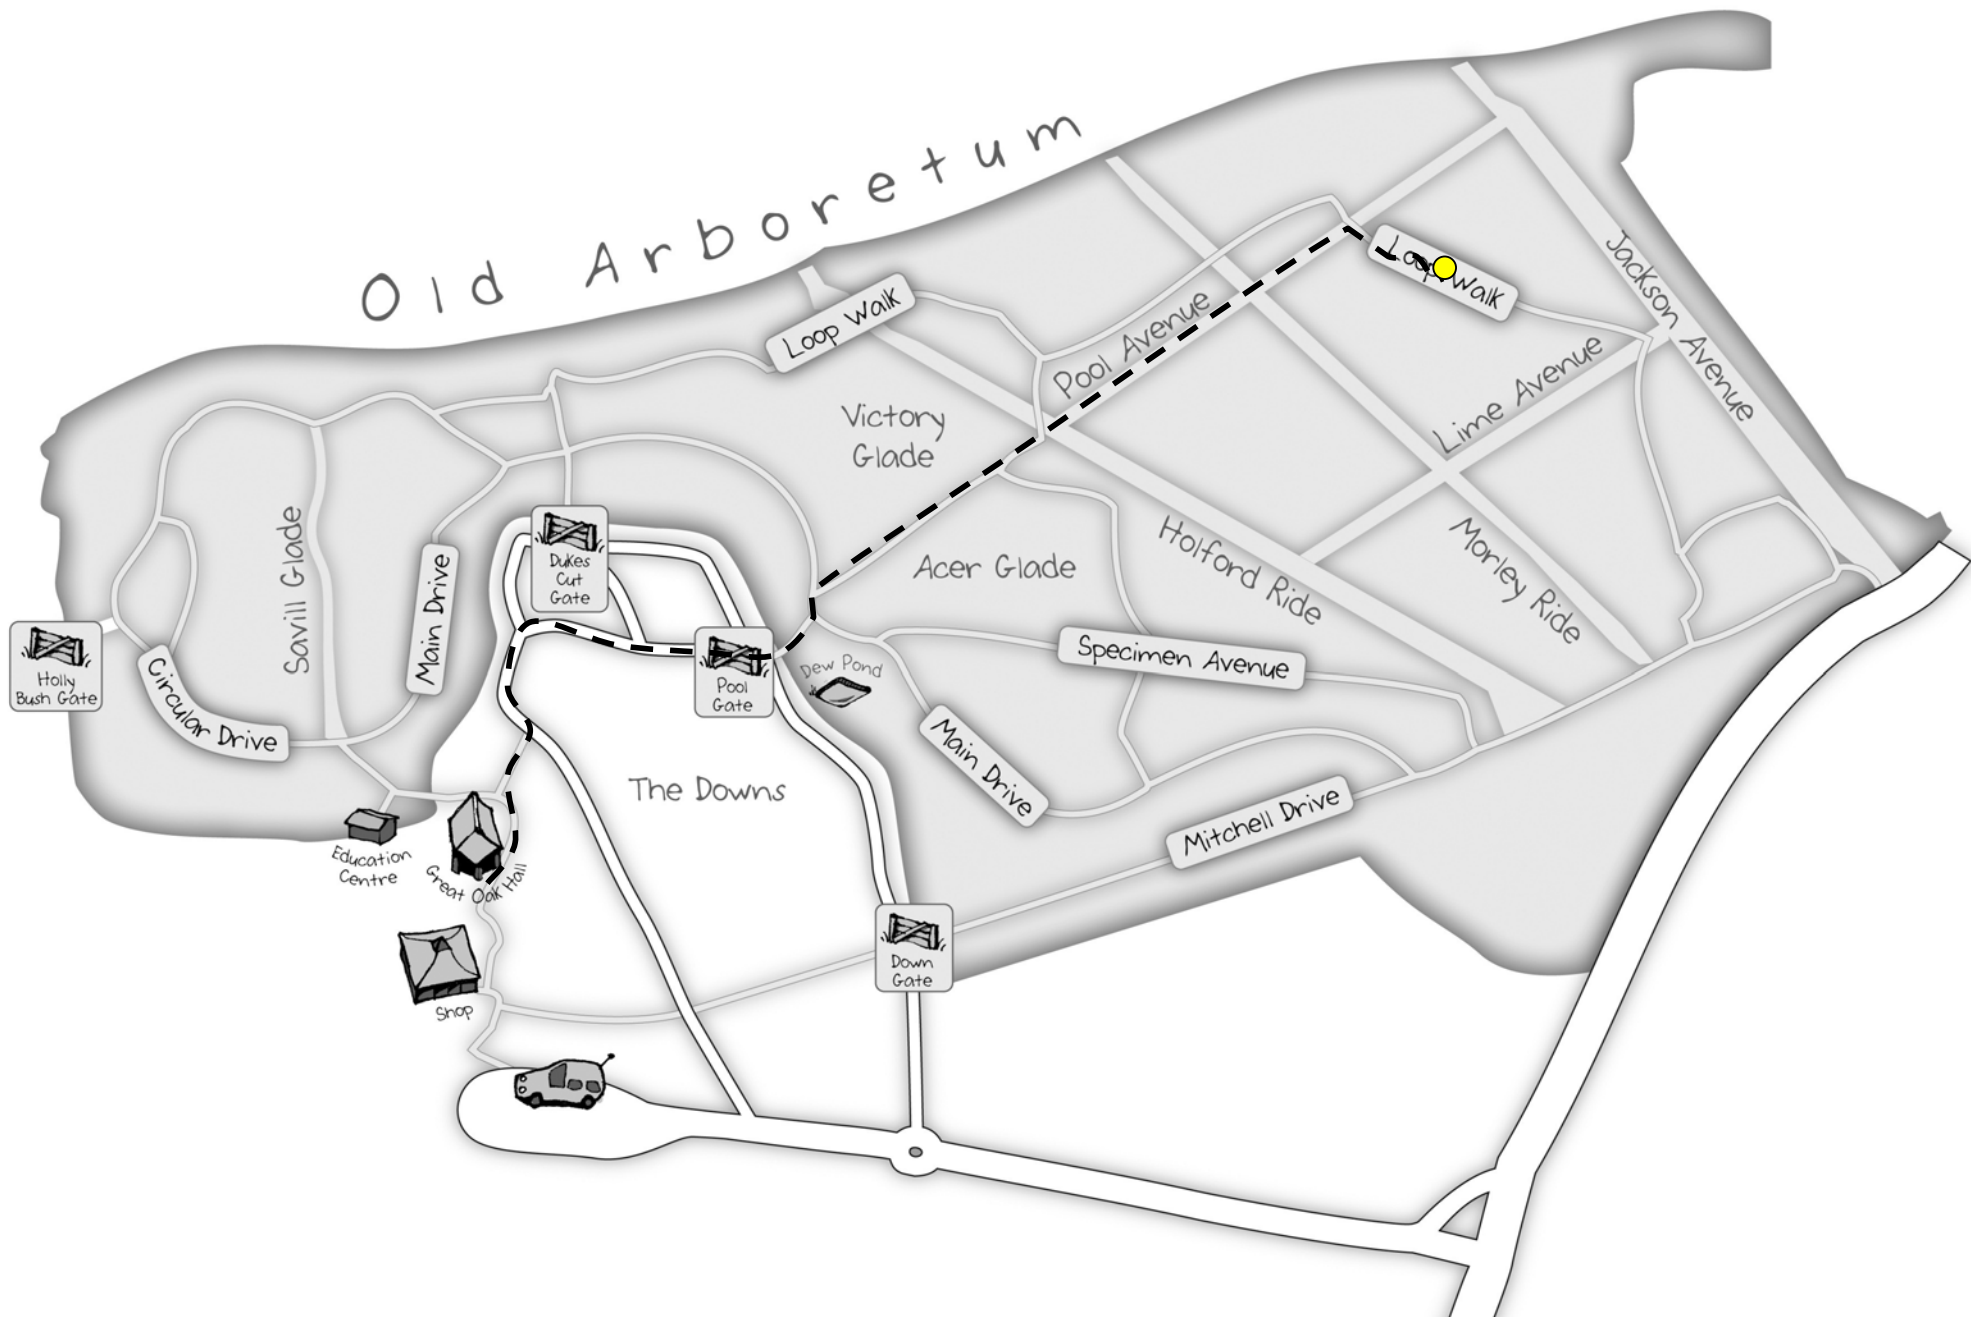 Old Arboretum
Loop Walk
Loop Walk
Jackson Avenue
Pool Avenue
Lime Avenue
Victory
Glade
Savill Glade
Main Drive
Dukes
Cut
Gate
Acer Glade
Holford Ride
Morley Ride
Holly
Bush Gate
Circular Drive
Pool
Gate
Dew Pond
Specimen Avenue
Main Drive
The Downs
Mitchell Drive
Education
Centre
Great Oak Hall
Down
Gate
Shop